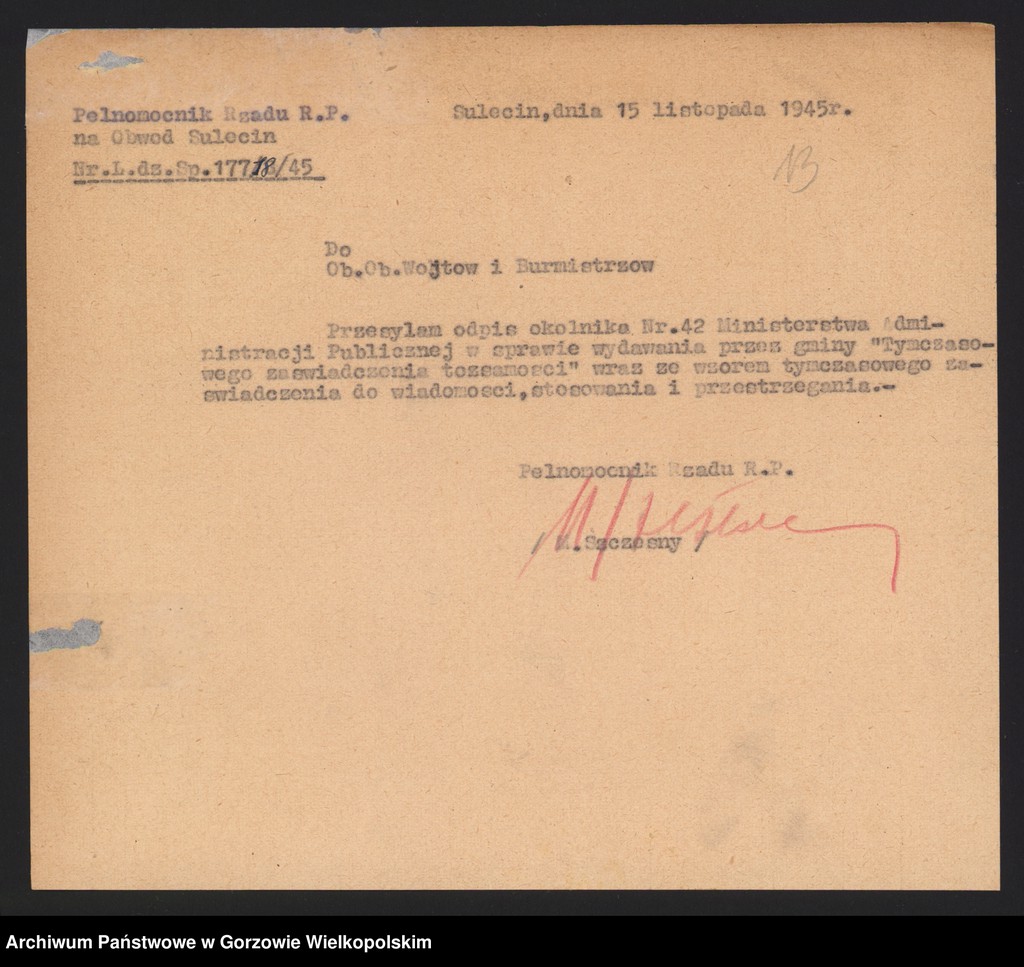 Pelnomocnik Rzadu R.P.
na Obwod Sulecin
Nr.L.dz.Sp.17718/45
Sulecin,dnia 15 listopada 1945r.
13
Do
Ob.Ob.Wojtow i Burmistrzow
Przesylam odpis okolnika Nr.42 Ministerstwa Admi-
nistracji Publicznej w sprawie wydawania przez gminy "Tymczaso-
wego zaswiadczenia tozsamosci" wraz ze wzorem tymczasowego za-
swiadczenia do wiadomosci,stosowania i przestrzegania.-
Pelnomocnik Rzadu R.P.
/ M.Szczesny /
Archiwum Państwowe w Gorzowie Wielkopolskim